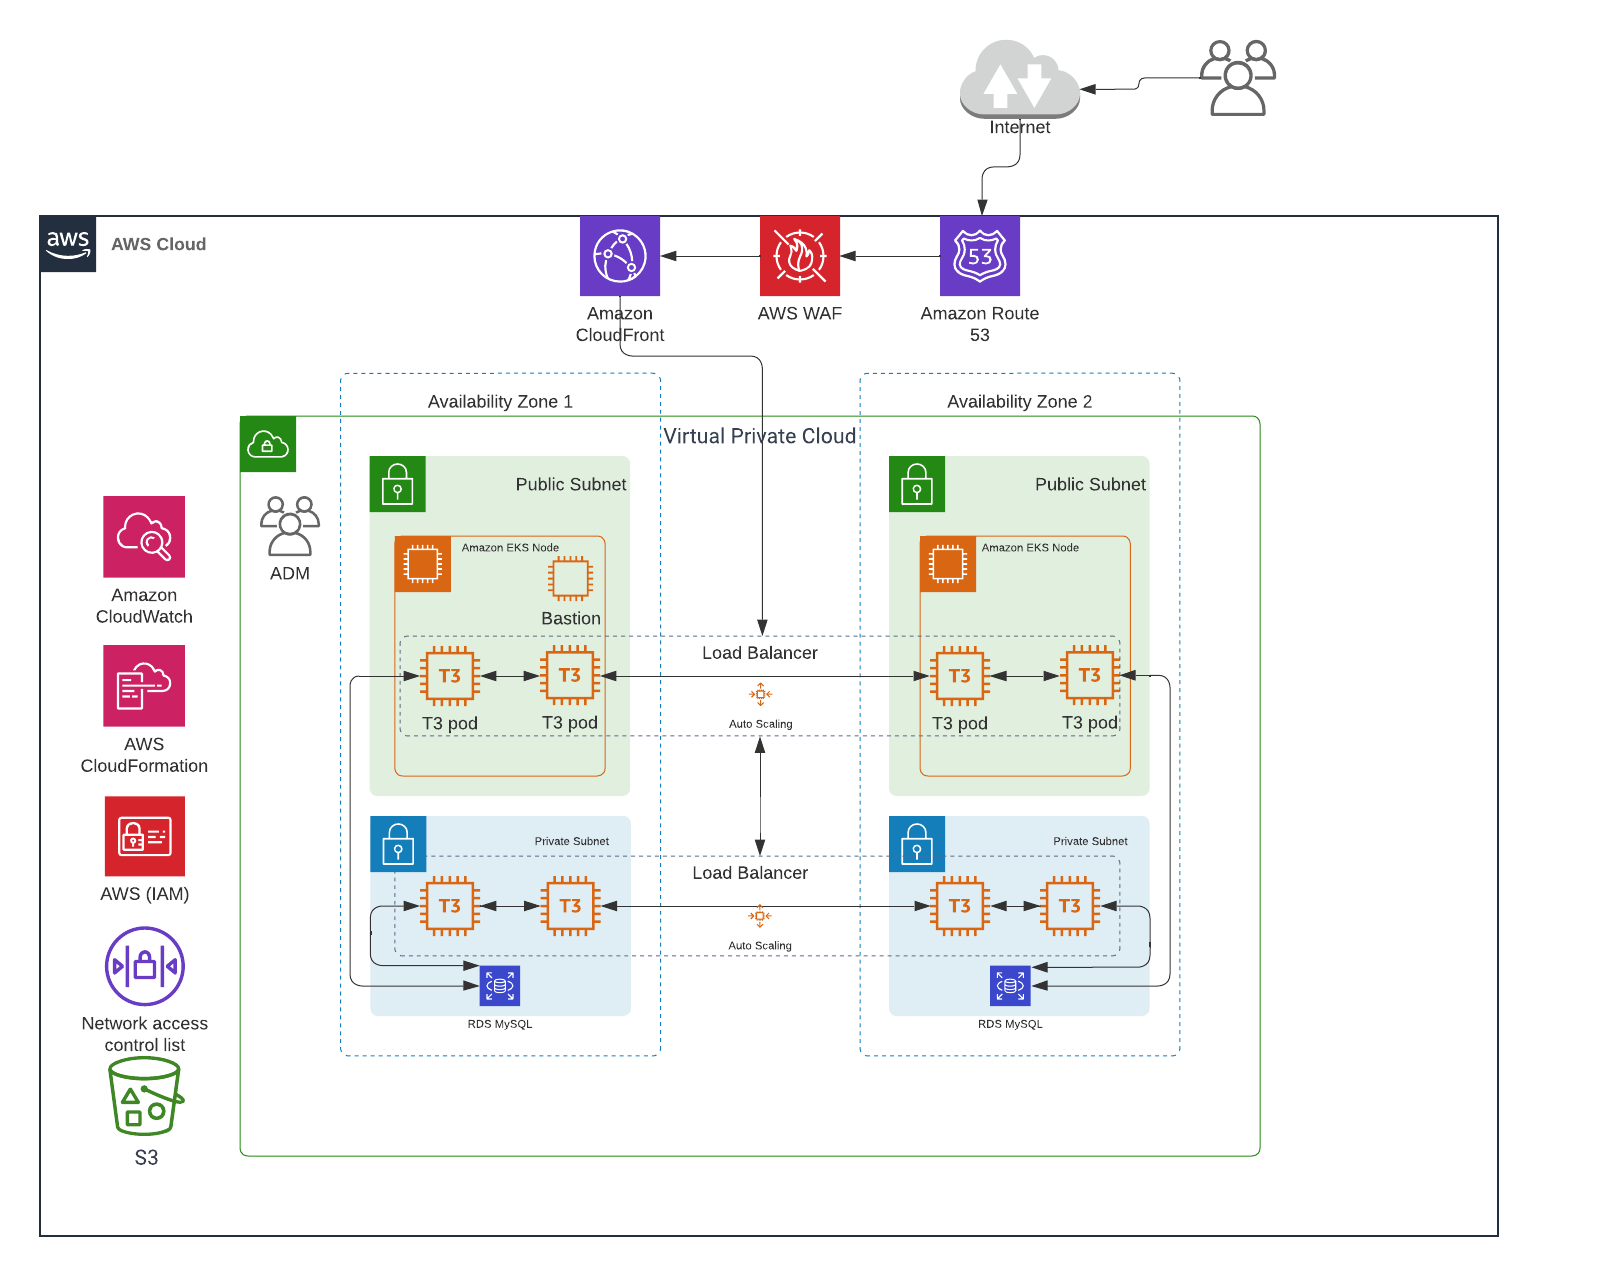 Internet
aws
AWS Cloud
53
Amazon
CloudFront
AWS WAF
Amazon Route
53
Availability Zone 1
Availability Zone 2
Virtual Private Cloud
Public Subnet
Public Subnet
Amazon EKS Node
Amazon EKS Node
ADM
Amazon
CloudWatch
Bastion
Load Balancer
T3
T3
T3
T3
T3 pod
T3 pod
Auto Scaling
T3 pod
T3 pod
AWS
CloudFormation
Private Subnet
Private Subnet
Load Balancer
AWS (IAM)
T3
T3
T3
T3
Auto Scaling
Network access
control list
RDS MySQL
RDS MySQL
S3